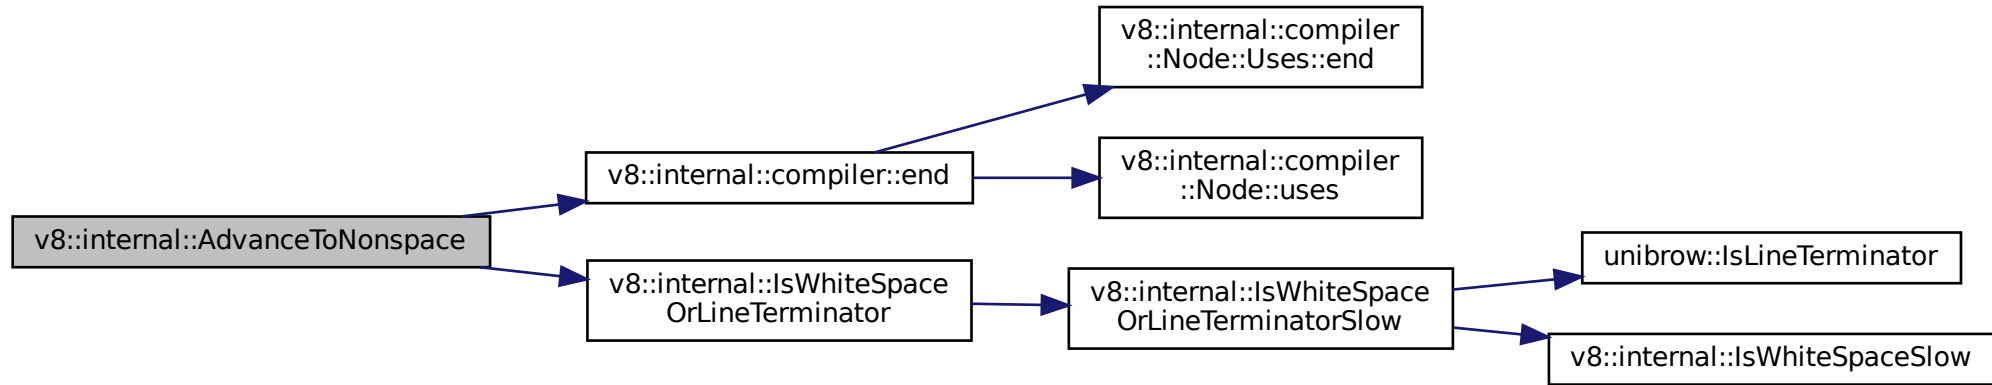 v8::internal::AdvanceToNonspace
v8::internal::compiler::end
v8::internal::compiler
::Node::Uses::end
v8::internal::compiler
::Node::uses
v8::internal::IsWhiteSpace
OrLineTerminator
v8::internal::IsWhiteSpace
OrLineTerminatorSlow
unibrow::IsLineTerminator
v8::internal::IsWhiteSpaceSlow